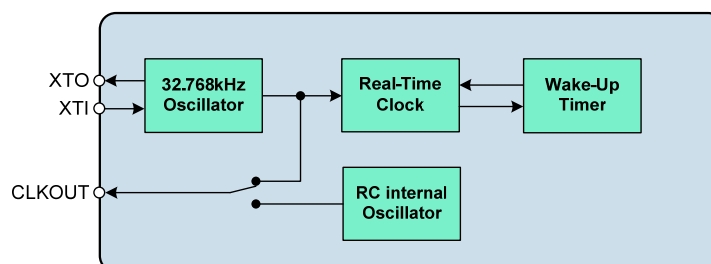 XTO
XTI
32.768kHz
Oscillator
Real-Time
Clock
Wake-Up
Timer
CLKOUT
RC internal
Oscillator